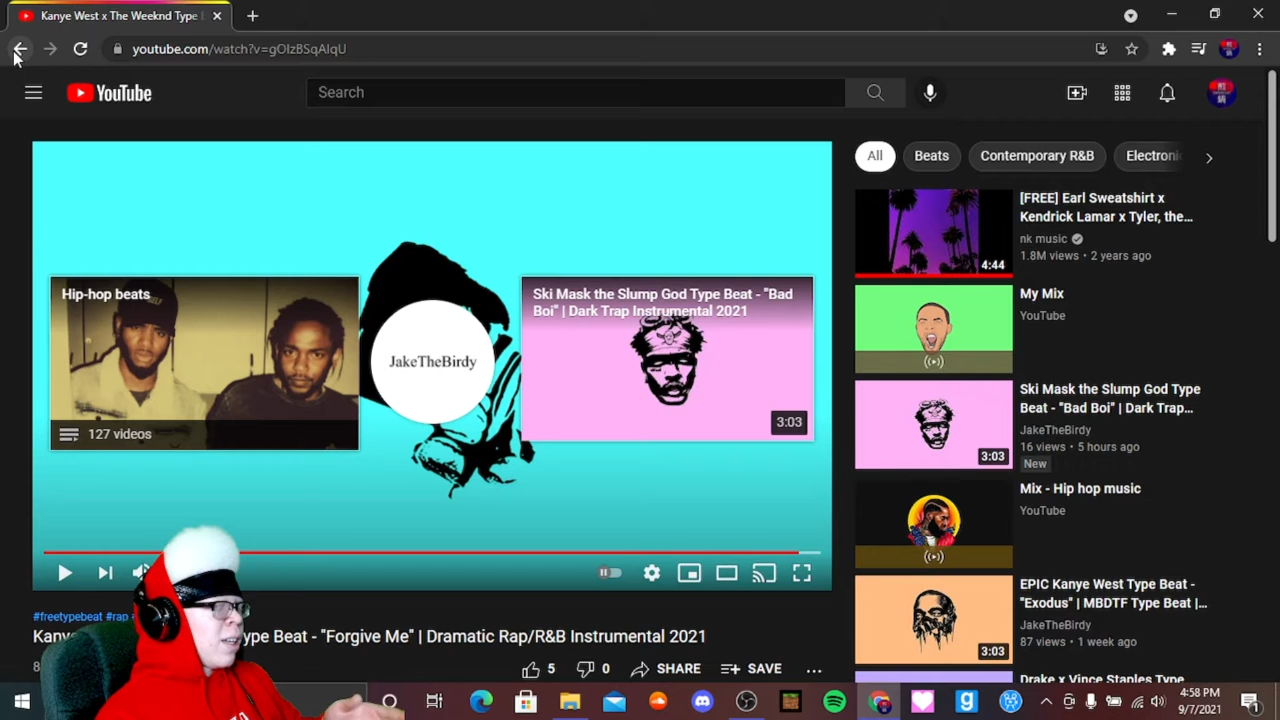 Kanye West x The Weeknd Type
youtube.com/watch?v=gOIzBSqAlqU
YouTube
Search
All
Beats
Contemporary R&B
Electroni
[FREE] Earl Sweatshirt x
Kendrick Lamar x Tyler, the...
nk music
1.8M views • 2 years ago
4:44
My Mix
YouTube
Ski Mask the Slump God Type
Beat - "Bad Boi" | Dark Trap...
JakeTheBirdy
16 views • 5 hours ago
New
3:03
Mix - Hip hop music
YouTube
EPIC Kanye West Type Beat -
"Exodus" | MBDTF Type Beat |...
JakeTheBirdy
87 views • 1 week ago
3:03
Drake x Vince Staples Type
Hip-hop beats
127 videos
JakeTheBirdy
Ski Mask the Slump God Type Beat - "Bad
Boi" | Dark Trap Instrumental 2021
3:03
#freetypebeat #rap
Kany ype Beat - "Forgive Me" | Dramatic Rap/R&B Instrumental 2021
5
0
SHARE
SAVE
4:58 PM
9/7/2021